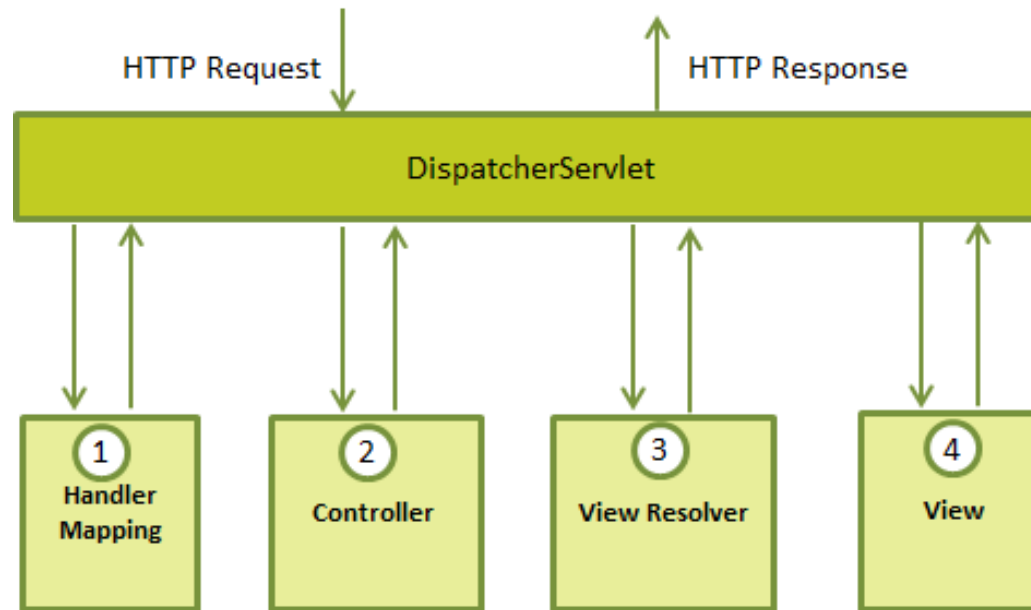 HTTP Request
HTTP Response
DispatcherServlet
1
Handler
Mapping
2
Controller
3
View Resolver
4
View